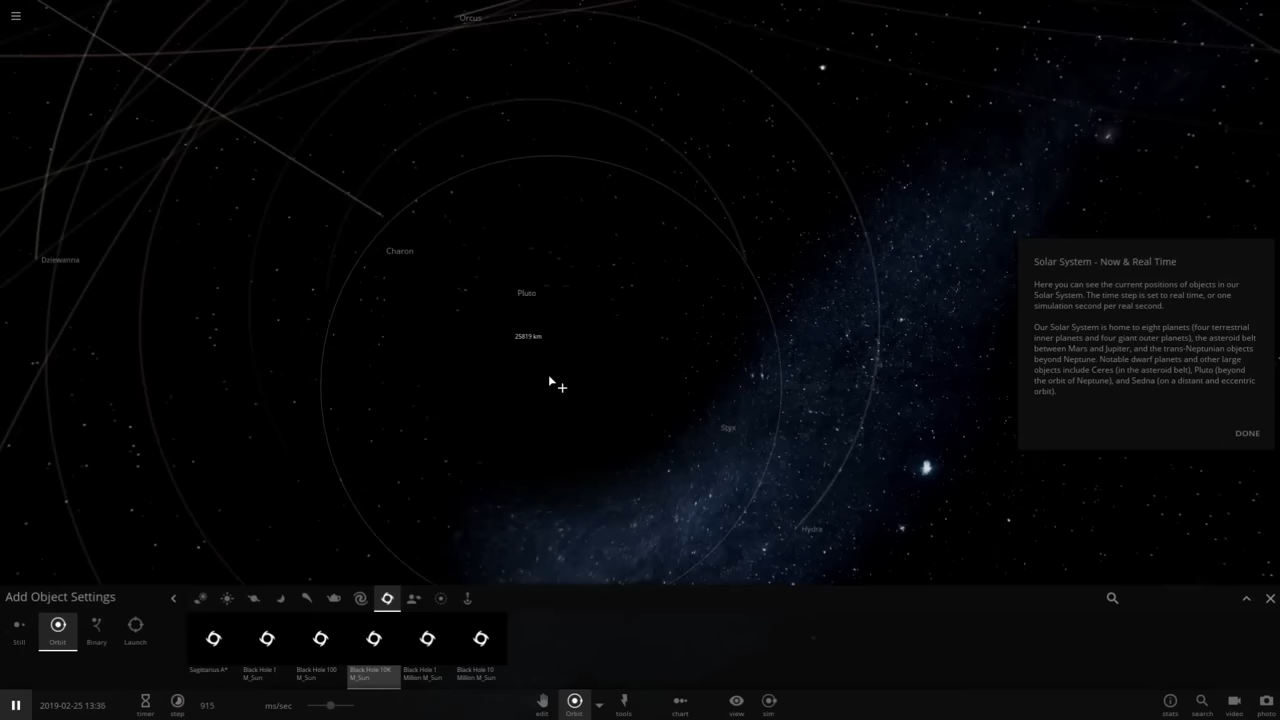 Orcus
Dziewanna
Charon
Pluto
25819 km
Styx
Hydra
Solar System - Now & Real Time
Here you can see the current positions of objects in our
Solar System. The time step is set to real time, or one
simulation second per real second.
Our Solar System is home to eight planets (four terrestrial
inner planets and four giant outer planets), the asteroid belt
between Mars and Jupiter, and the trans-Neptunian objects
beyond Neptune. Notable dwarf planets and other large
objects include Ceres (in the asteroid belt), Pluto (beyond
the orbit of Neptune), and Sedna (on a distant and eccentric
orbit).
DONE
Add Object Settings
Still
Orbit
Binary
Launch
Sagittarius A*
Black Hole 1
M_Sun
Black Hole 100
M_Sun
Black Hole 10K
M_Sun
Black Hole 1
Million M_Sun
Black Hole 10
Million M_Sun
2019-02-25 13:36
timer
step
915
ms/sec
edit
Orbit
tools
chart
view
sim
stats
search
video
photo